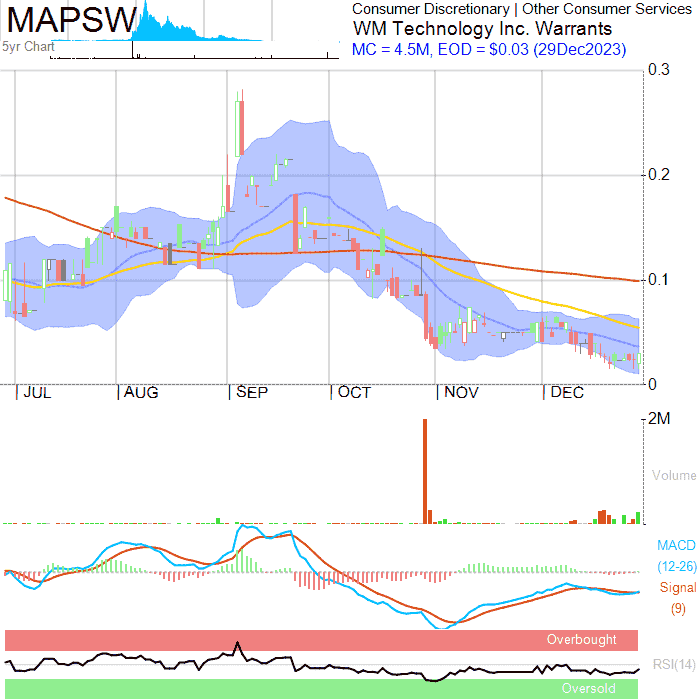 MAPSW
Consumer Discretionary | Other Consumer Services
WM Technology Inc. Warrants
MC = 4.5M, EOD = $0.03 (29Dec2023)
5yr Chart
0.3
0.2
0.1
0
JUL AUG SEP OCT NOV DEC
2M
Volume
MACD
(12-26)
Signal
(9)
Overbought
RSI(14)
Oversold